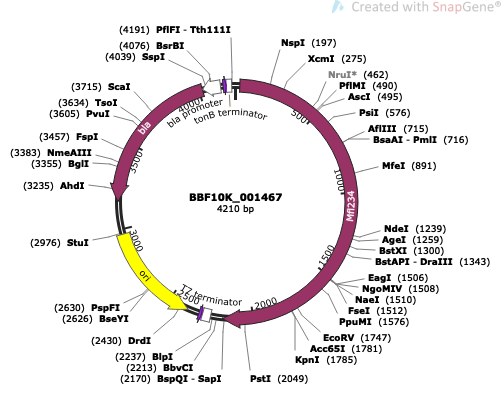 Created with SnapGene®
(4191) PflFI - Tth111I
(4076) BsrBI
(4039) SspI
(3715) ScaI
(3634) TsoI
(3605) PvuI
(3457) FspI
(3383) NmeAIII
(3355) BglI
(3235) AhdI
(2976) StuI
(2630) PspFI
(2626) BseYI
(2430) DrdI
(2237) BlpI
(2213) BbvCI
(2170) BspQI - SapI
NspI (197)
XcmI (275)
NruI* (462)
PflMI (490)
AscI (495)
PsiI (576)
AflIII (715)
BsaAI - PmlI (716)
MfeI (891)
NdeI (1239)
AgeI (1259)
BstXI (1300)
BstAPI - DraIII (1343)
EagI (1506)
NgoMIV (1508)
NaeI (1510)
FseI (1512)
PpuMI (1576)
EcoRV (1747)
Acc65I (1781)
KpnI (1785)
PstI (2049)
bla promoter
tonB terminator
bla
Mfl234
ori
T7 terminator
500
1000
1500
2000
2500
3000
3500
4000
BBF10K_001467
4210 bp